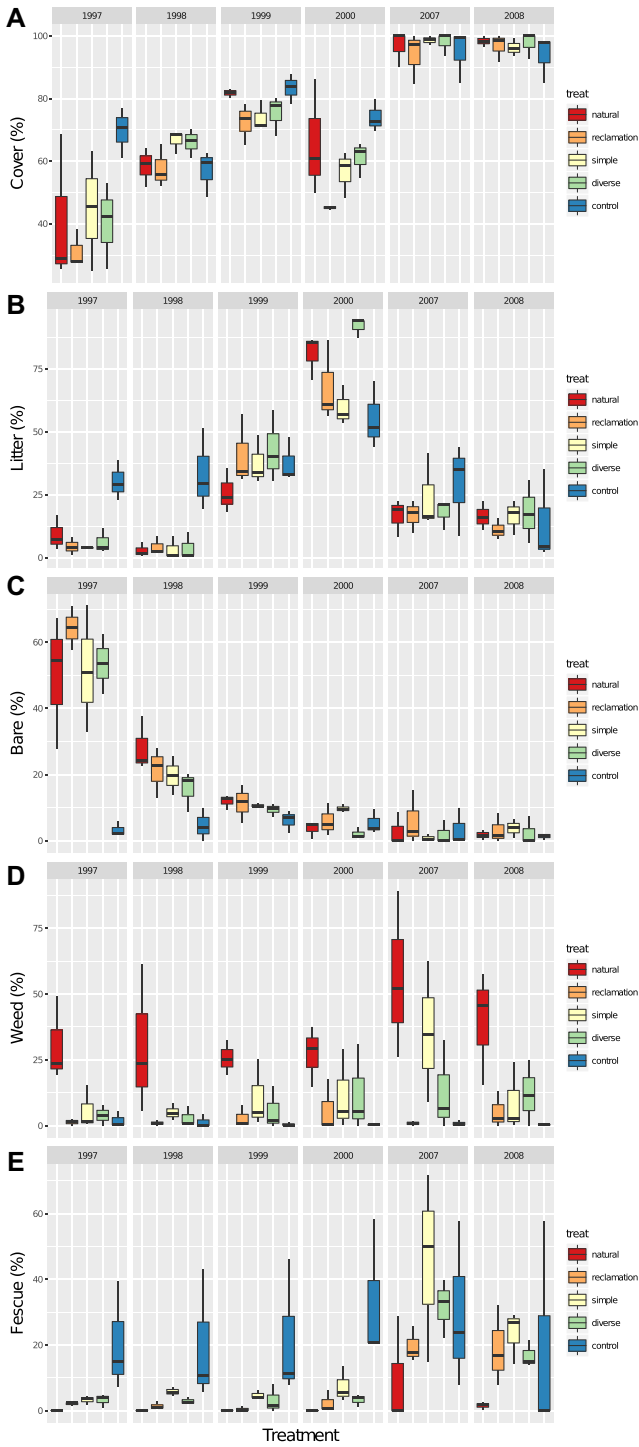 A
1997 1998 1999 2000 2007 2008
Cover (%)
100
80
60
40
treat
natural
reclamation
simple
diverse
control
B
1997 1998 1999 2000 2007 2008
Litter (%)
75
50
25
0
treat
natural
reclamation
simple
diverse
control
C
1997 1998 1999 2000 2007 2008
Bare (%)
60
40
20
0
treat
natural
reclamation
simple
diverse
control
D
1997 1998 1999 2000 2007 2008
Weed (%)
75
50
25
0
treat
natural
reclamation
simple
diverse
control
E
1997 1998 1999 2000 2007 2008
Fescue (%)
60
40
20
0
treat
natural
reclamation
simple
diverse
control
Treatment